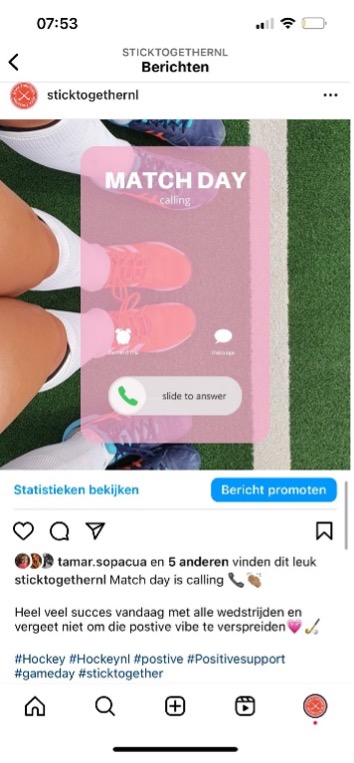 07:53
STICKTOGETHERNL
Berichten
sticktogethernl
MATCH DAY
calling
message
slide to answer
Statistieken bekijken
Bericht promoten
tamar.sopacua en 5 anderen vinden dit leuk
sticktogethernl Match day is calling 📞👏🏽
Heel veel succes vandaag met alle wedstrijden en
vergeet niet om die postive vibe te verspreiden💗🏑
#Hockey #Hockeynl #postive #Positivesupport
#gameday #sticktogether